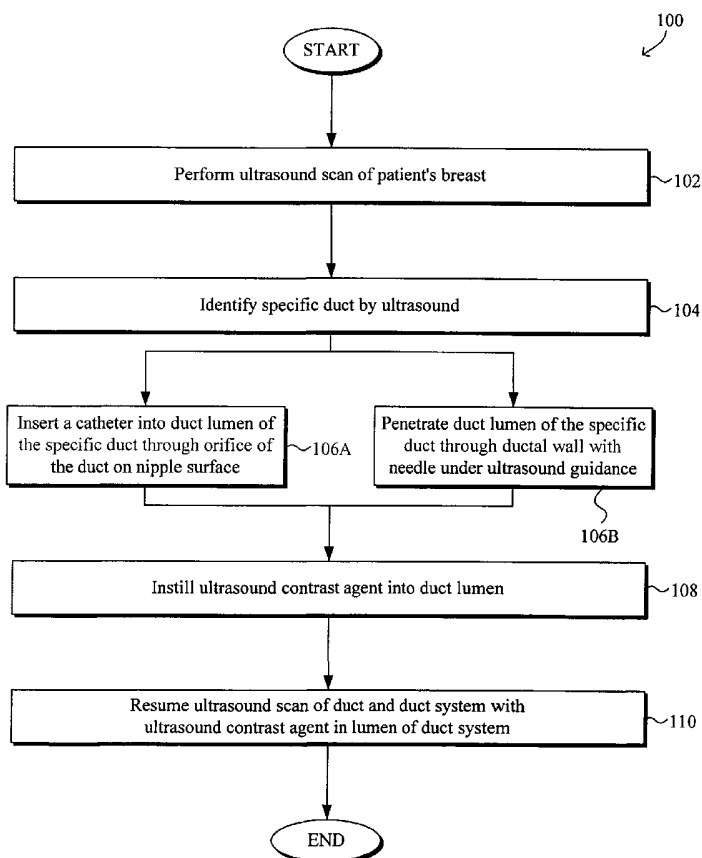 100
START
Perform ultrasound scan of patient's breast
102
Identify specific duct by ultrasound
104
Insert a catheter into duct lumen of
the specific duct through orifice of
the duct on nipple surface
106A
Penetrate duct lumen of the specific
duct through ductal wall with
needle under ultrasound guidance
106B
Instill ultrasound contrast agent into duct lumen
108
Resume ultrasound scan of duct and duct system with
ultrasound contrast agent in lumen of duct system
110
END